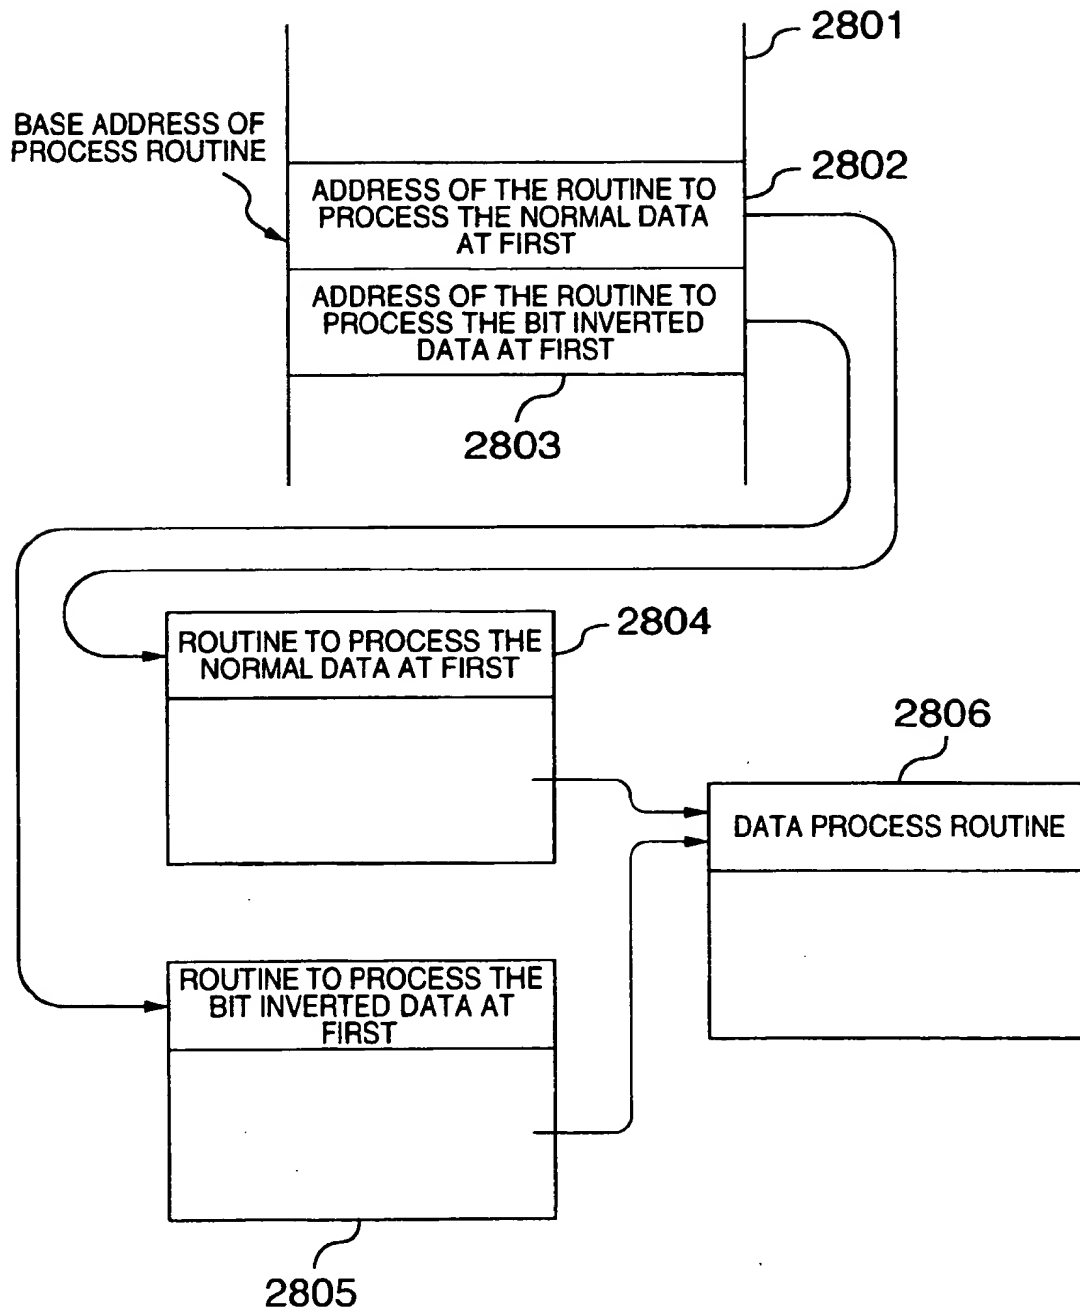 2801
BASE ADDRESS OF
PROCESS ROUTINE
2802
ADDRESS OF THE ROUTINE TO
PROCESS THE NORMAL DATA
AT FIRST
ADDRESS OF THE ROUTINE TO
PROCESS THE BIT INVERTED
DATA AT FIRST
2803
2804
ROUTINE TO PROCESS THE
NORMAL DATA AT FIRST
2806
DATA PROCESS ROUTINE
ROUTINE TO PROCESS THE
BIT INVERTED DATA AT
FIRST
2805